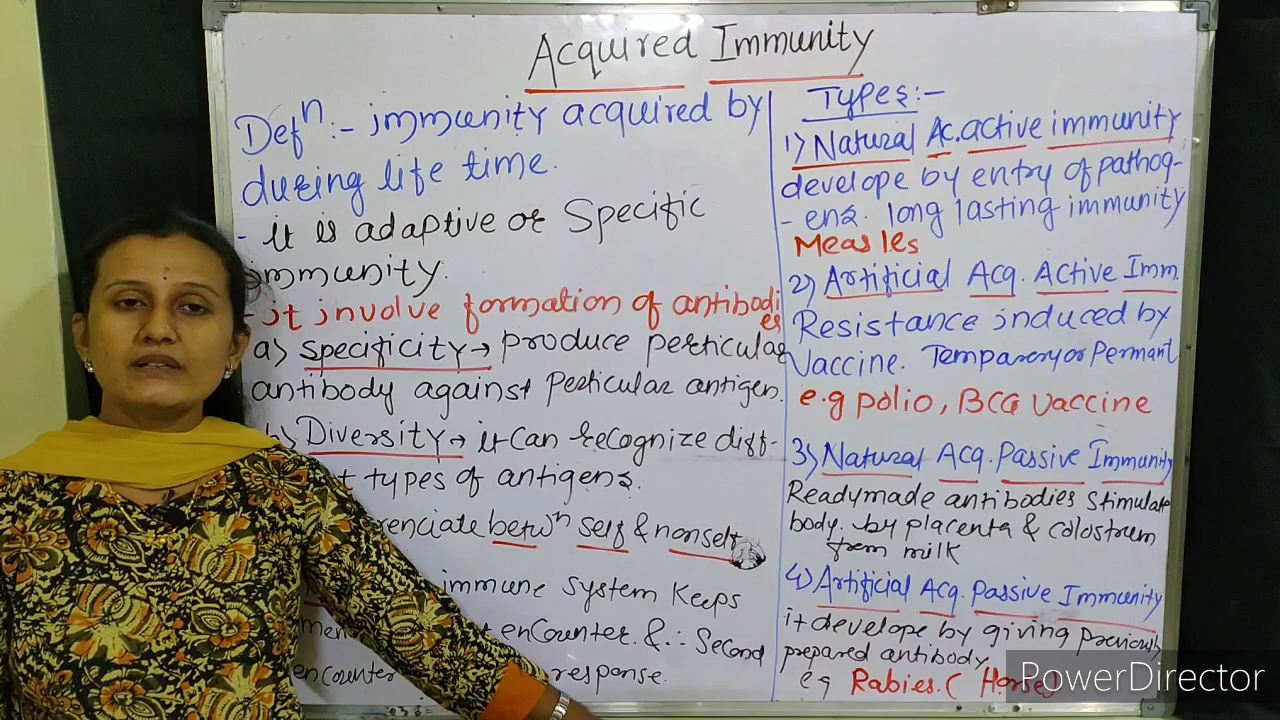 Acquired Immunity
Defⁿ :- immunity acquired by
during life time.
- it is adaptive or Specific
immunity.
- it involve formation of antibodi
es
a) specificity → produce perticular
antibody against Perticular antigen.
b) Diversity → it can recognize diff-
t types of antigens.
renciate betwⁿ self & nonself
immune system keeps
encounter. & ∴ Second
encounter response.
Types :-
1) Natural Ac. active immunity
develope by entry of pathog-
- ens. long lasting immunity
Measles
2) Artificial Acq. Active Imm.
Resistance induced by
Vaccine. Temparery or Permant
e.g polio, BCG vaccine
3) Natural Acq. Passive Immunity
Readymade antibodies stimulate
body. by placenta & colostrum
from milk
4) Artificial Acq. Passive Immunity
it develope by giving previously
prepared antibody
e.g Rabies. ( Horse)
PowerDirector